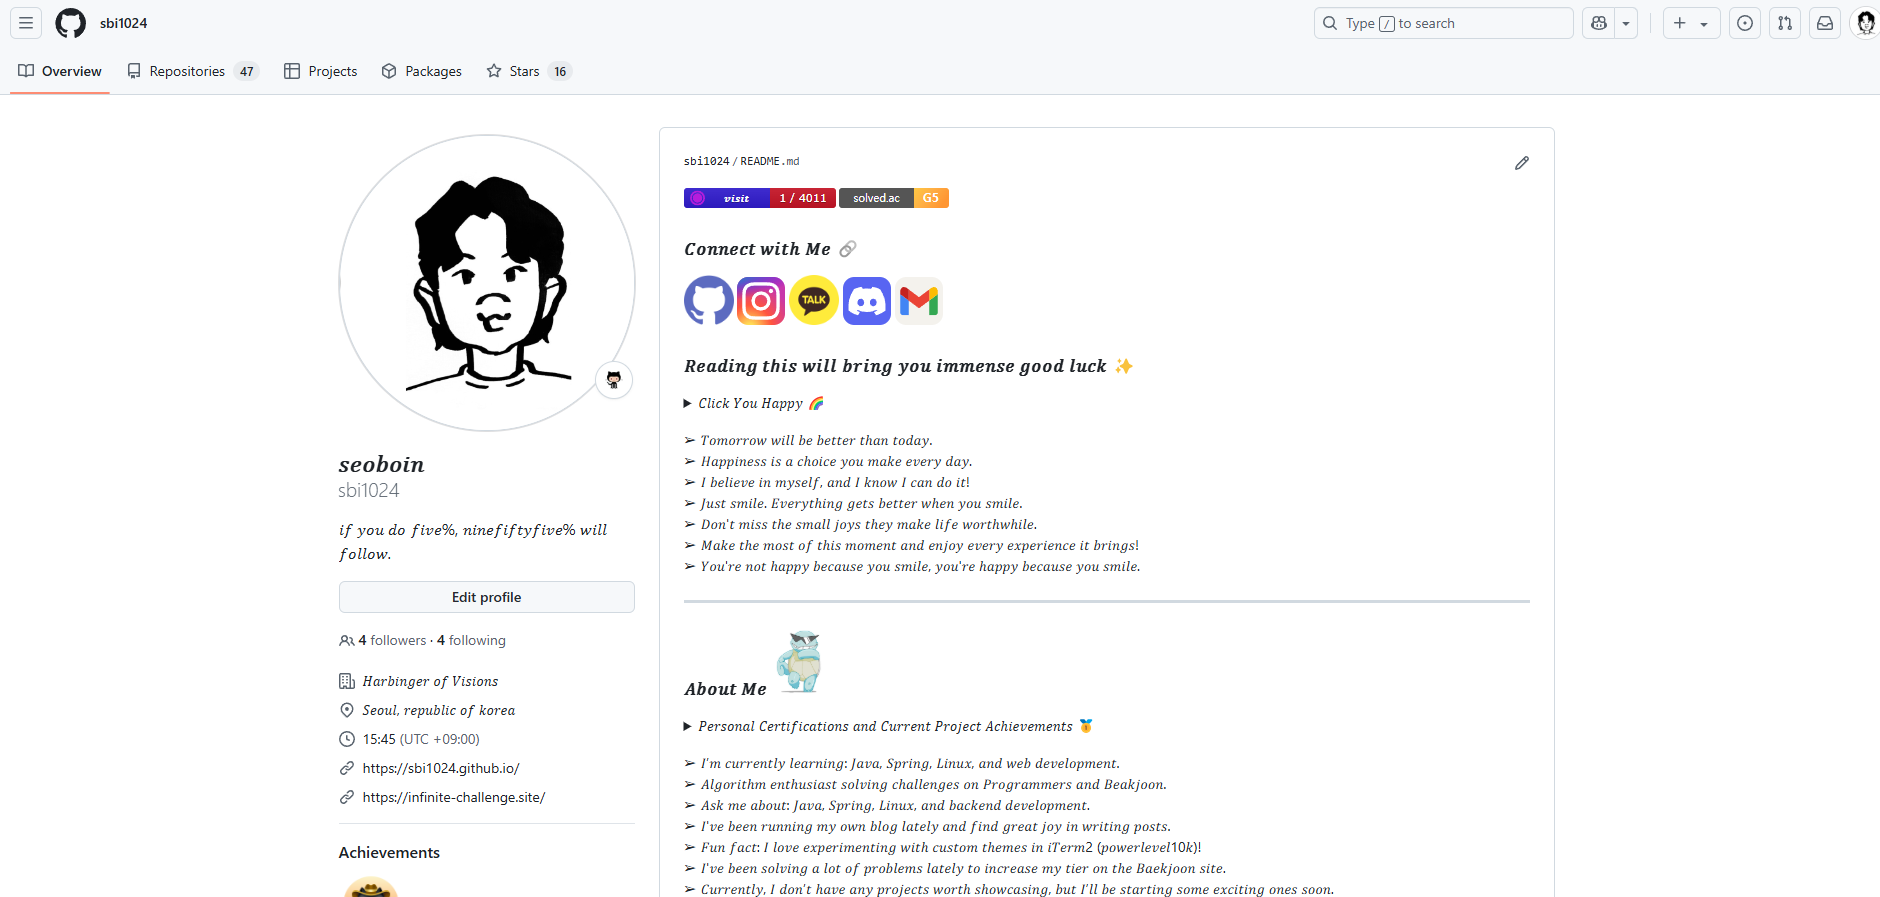 sbi1024
Type / to search
Overview
Repositories 47
Projects
Packages
Stars 16
seoboin
sbi1024
if you do five%, ninefiftyfive% will
follow.
Edit profile
4 followers · 4 following
Harbinger of Visions
Seoul, republic of korea
15:45 (UTC +09:00)
https://sbi1024.github.io/
https://infinite-challenge.site/
Achievements
sbi1024/README.md
visit 1 / 4011 solved.ac G5
Connect with Me 🔗
TALK
Reading this will bring you immense good luck ✨
▶ Click You Happy 🌈
➢ Tomorrow will be better than today.
➢ Happiness is a choice you make every day.
➢ I believe in myself, and I know I can do it!
➢ Just smile. Everything gets better when you smile.
➢ Don't miss the small joys they make life worthwhile.
➢ Make the most of this moment and enjoy every experience it brings!
➢ You're not happy because you smile, you're happy because you smile.
About Me
▶ Personal Certifications and Current Project Achievements 🏅
➢ I'm currently learning: Java, Spring, Linux, and web development.
➢ Algorithm enthusiast solving challenges on Programmers and Beakjoon.
➢ Ask me about: Java, Spring, Linux, and backend development.
➢ I've been running my own blog lately and find great joy in writing posts.
➢ Fun fact: I love experimenting with custom themes in iTerm2 (powerlevel10k)!
➢ I've been solving a lot of problems lately to increase my tier on the Baekjoon site.
➢ Currently, I don't have any projects worth showcasing, but I'll be starting some exciting ones soon.